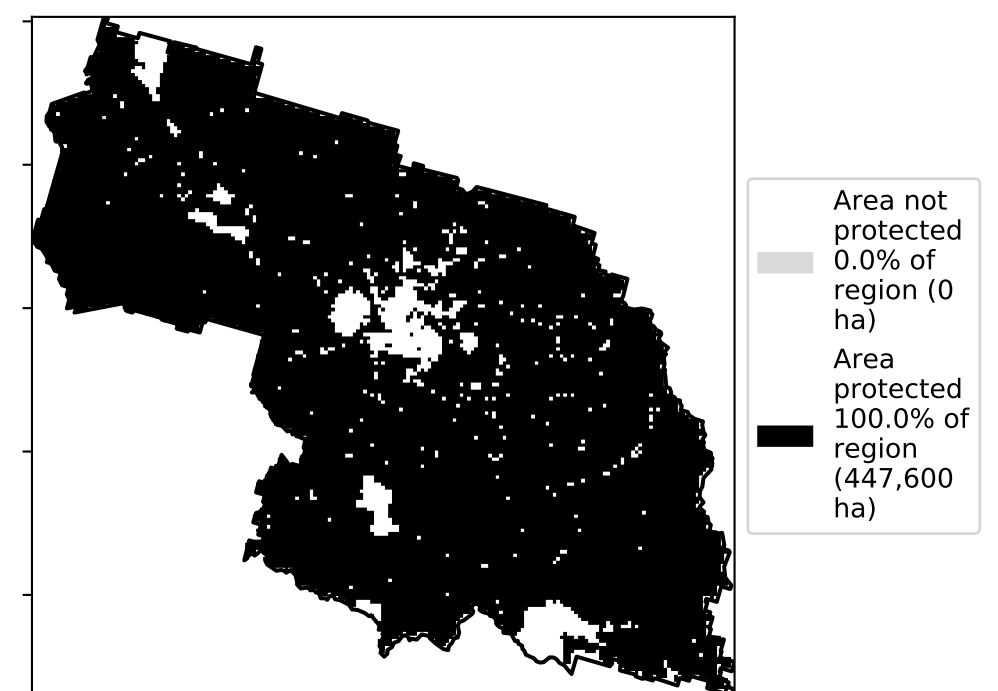 Area not
protected
0.0% of
region (0
ha)
Area
protected
100.0% of
region
(447,600
ha)